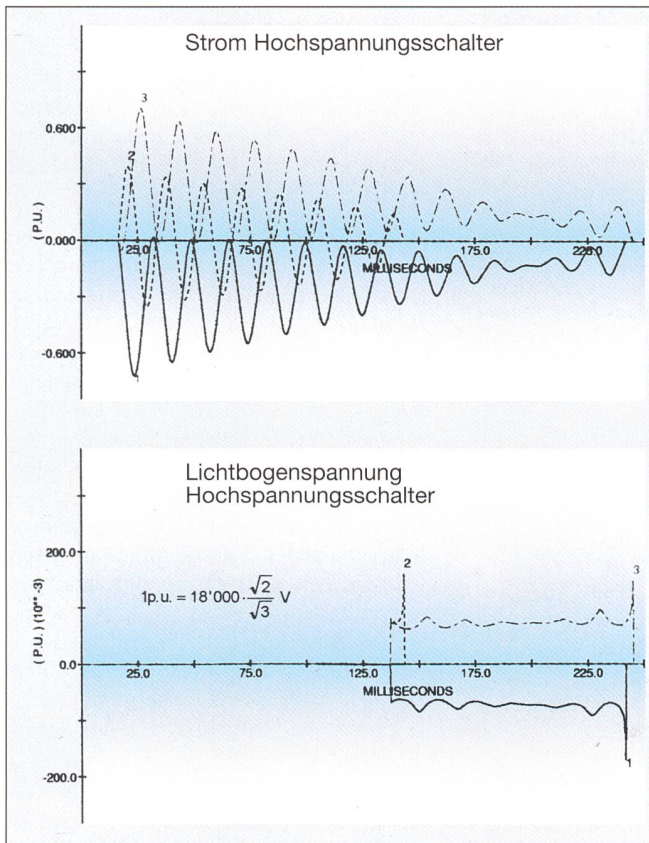 Strom Hochspannungsschalter
3
2
0.600
0.000
-0.600
( P.U. )
25.0 75.0 125.0 175.0 225.0
MILLISECONDS
1
Lichtbogenspannung
Hochspannungsschalter
200.0
0.0
-200.0
( P.U. ) (10** -3)
1p.u. = 18'000 · √2/√3 V
2
3
25.0 75.0 125.0 175.0 225.0
MILLISECONDS
1